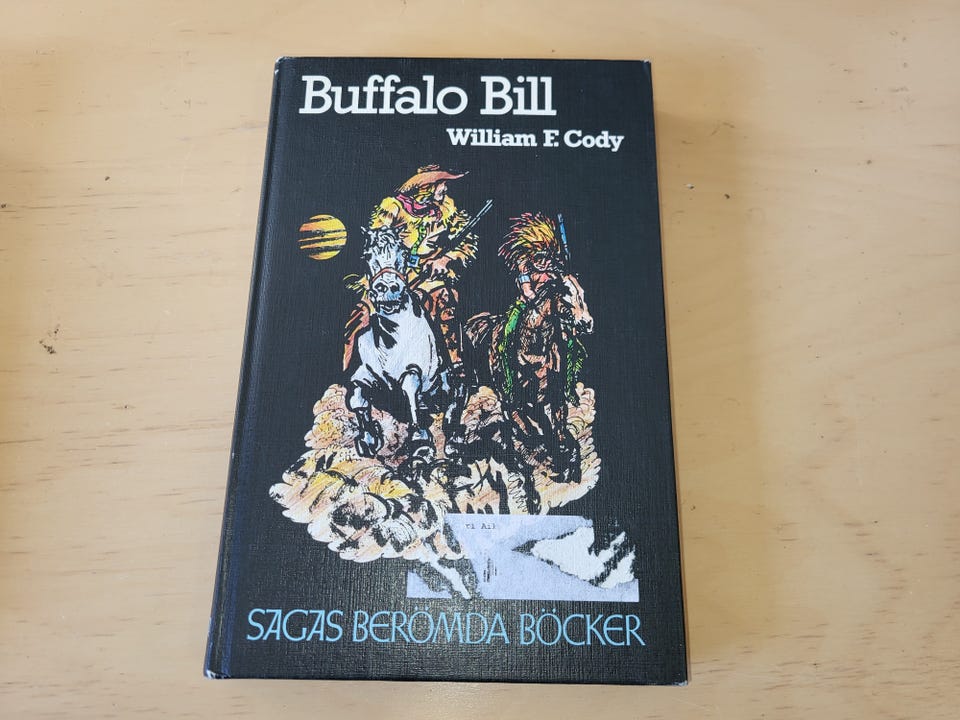 Buffalo Bill
William F. Cody
SAGAS BERÖMDA BÖCKER